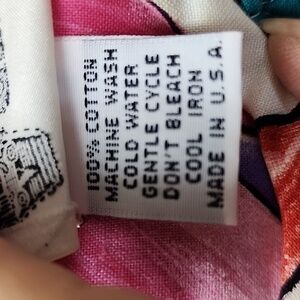 100% COTTON
MACHINE WASH
COLD WATER
GENTLE CYCLE
DON'T BLEACH
COOL IRON
MADE IN U.S.A.